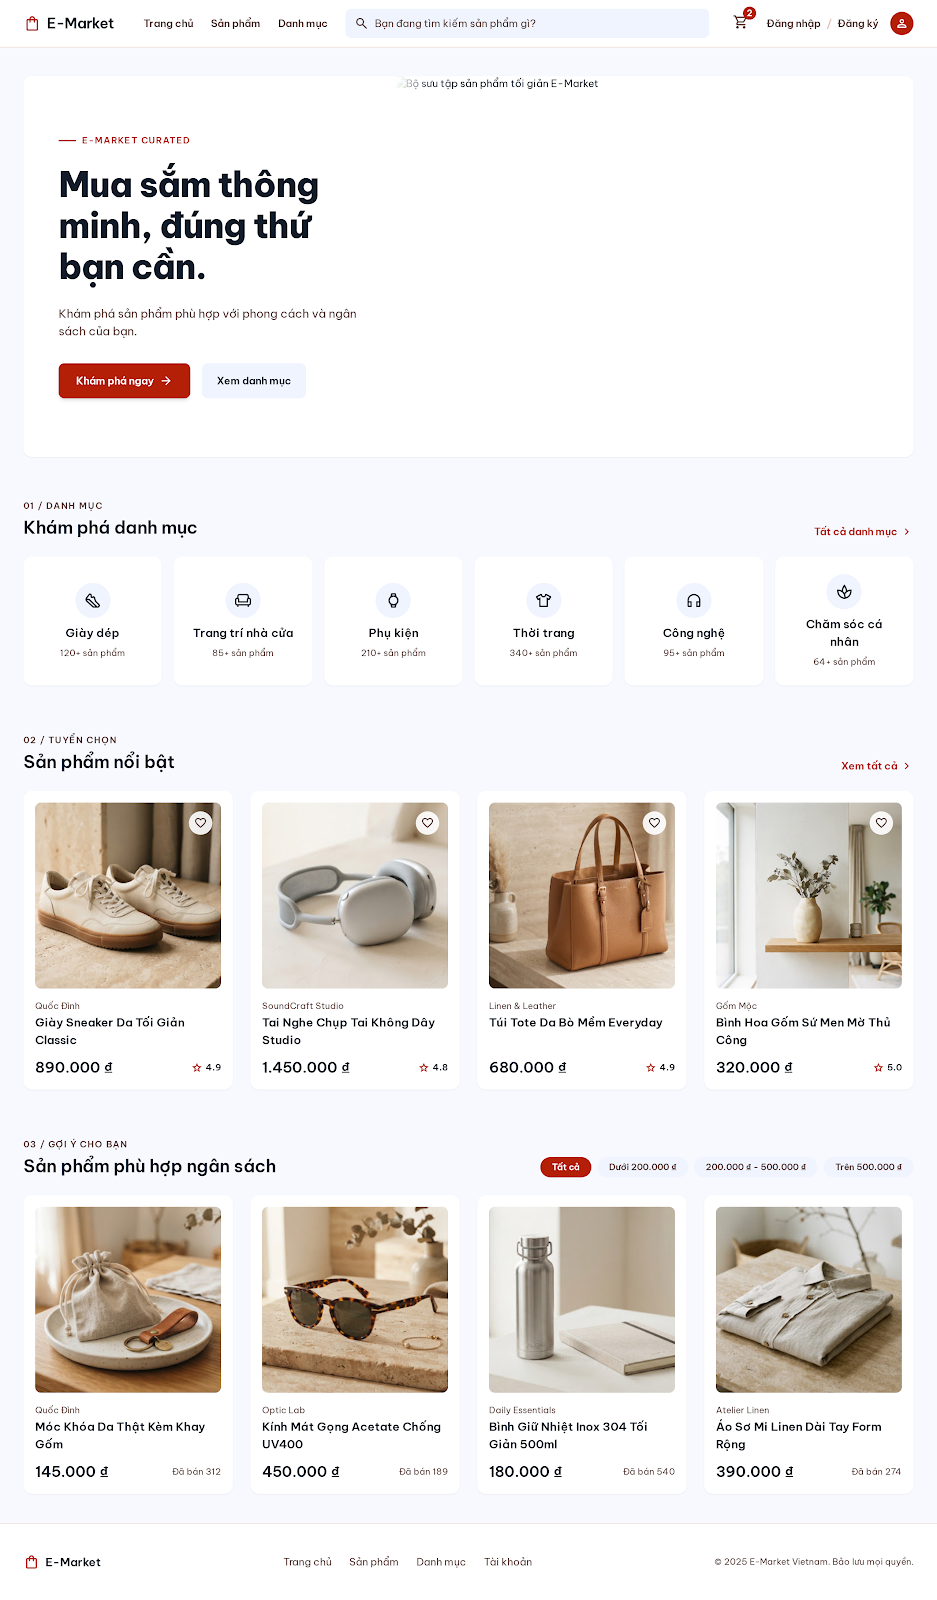 E-Market
Trang chủ
Sản phẩm
Danh mục
Bạn đang tìm kiếm sản phẩm gì?
2
Đăng nhập / Đăng ký
Bộ sưu tập sản phẩm tối giản E-Market
E-MARKET CURATED
Mua sắm thông
minh, đúng thứ
bạn cần.
Khám phá sản phẩm phù hợp với phong cách và ngân
sách của bạn.
Khám phá ngay
Xem danh mục
01 / DANH MỤC
Khám phá danh mục
Tất cả danh mục
Giày dép
120+ sản phẩm
Trang trí nhà cửa
85+ sản phẩm
Phụ kiện
210+ sản phẩm
Thời trang
340+ sản phẩm
Công nghệ
95+ sản phẩm
Chăm sóc cá
nhân
64+ sản phẩm
02 / TUYỂN CHỌN
Sản phẩm nổi bật
Xem tất cả
Quốc Đình
Giày Sneaker Da Tối Giản
Classic
890.000 ₫
4.9
SoundCraft Studio
Tai Nghe Chụp Tai Không Dây
Studio
1.450.000 ₫
4.8
Linen & Leather
Túi Tote Da Bò Mềm Everyday
680.000 ₫
4.9
Gốm Mộc
Bình Hoa Gốm Sứ Men Mờ Thủ
Công
320.000 ₫
5.0
03 / GỢI Ý CHO BẠN
Sản phẩm phù hợp ngân sách
Tất cả
Dưới 200.000 ₫
200.000 ₫ - 500.000 ₫
Trên 500.000 ₫
Quốc Đình
Móc Khóa Da Thật Kèm Khay
Gốm
145.000 ₫
Đã bán 312
Optic Lab
Kính Mát Gọng Acetate Chống
UV400
450.000 ₫
Đã bán 189
Daily Essentials
Bình Giữ Nhiệt Inox 304 Tối
Giản 500ml
180.000 ₫
Đã bán 540
Atelier Linen
Áo Sơ Mi Linen Dài Tay Form
Rộng
390.000 ₫
Đã bán 274
E-Market
Trang chủ
Sản phẩm
Danh mục
Tài khoản
© 2025 E-Market Vietnam. Bảo lưu mọi quyền.